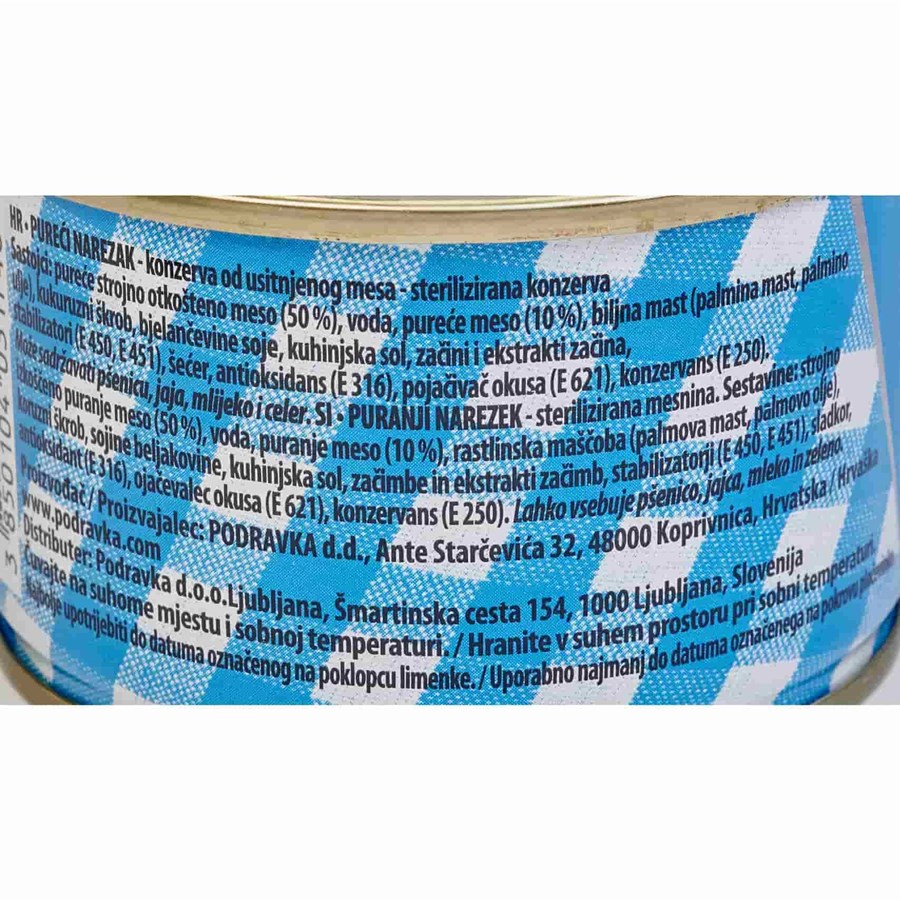 HR • PUREĆI NAREZAK - konzerva od usitnjenog mesa - sterilizirana konzerva
Sastojci: pureće strojno otkošteno meso (50 %), voda, pureće meso (10 %), biljna mast (palmina mast, palmino
ulje), kukuruzni škrob, bjelančevine soje, kuhinjska sol, začini i ekstrakti začina,
stabilizatori (E 450, E 451), šećer, antioksidans (E 316), pojačivač okusa (E 621), konzervans (E 250).
Može sadržavati pšenicu, jaja, mlijeko i celer. SI • PURANJI NAREZEK - sterilizirana mesnina. Sestavine: strojno
izkoščeno puranje meso (50 %), voda, puranje meso (10 %), rastlinska maščoba (palmova mast, palmovo olje),
koruzni škrob, sojine beljakovine, kuhinjska sol, začimbe in ekstrakti začimb, stabilizatorji (E 450, E 451), sladkor,
antioksidant (E 316), ojačevalec okusa (E 621), konzervans (E 250). Lahko vsebuje pšenico, jajca, mleko in zeleno.
Proizvođač / Proizvajalec: PODRAVKA d.d., Ante Starčevića 32, 48000 Koprivnica, Hrvatska / Hrvaška
www.podravka.com
Distributer: Podravka d.o.o.Ljubljana, Šmartinska cesta 154, 1000 Ljubljana, Slovenija
Čuvajte na suhome mjestu i sobnoj temperaturi. / Hranite v suhem prostoru pri sobni temperaturi.
Najbolje upotrijebiti do datuma označenog na poklopcu limenke. / Uporabno najmanj do datuma označenega na pokrovu